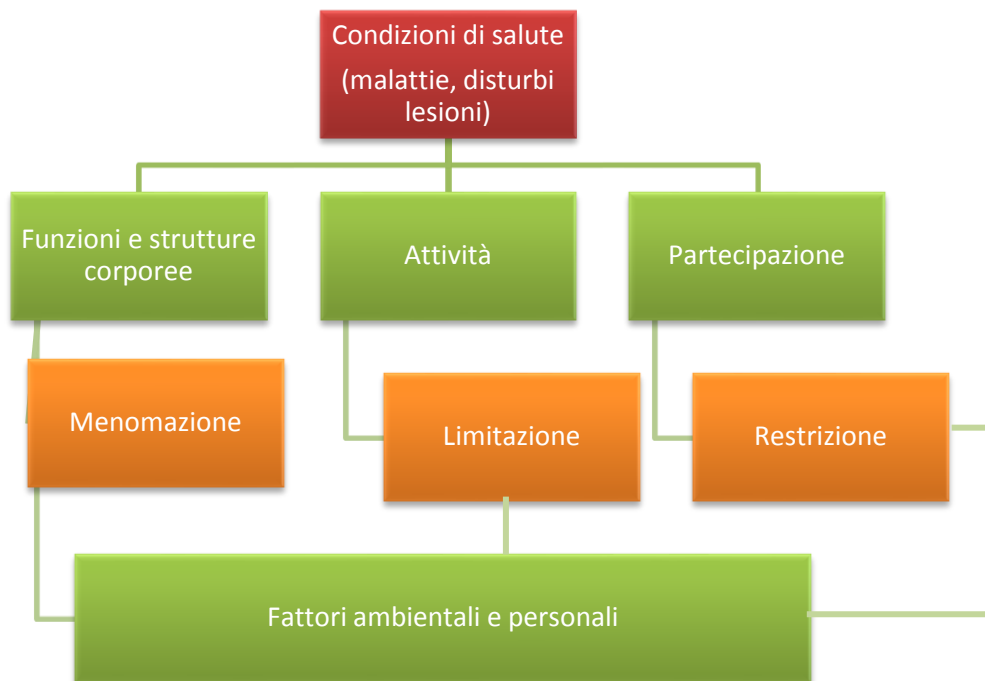 Condizioni di salute
(malattie, disturbi
lesioni)
Funzioni e strutture
corporee
Attività
Partecipazione
Menomazione
Limitazione
Restrizione
Fattori ambientali e personali